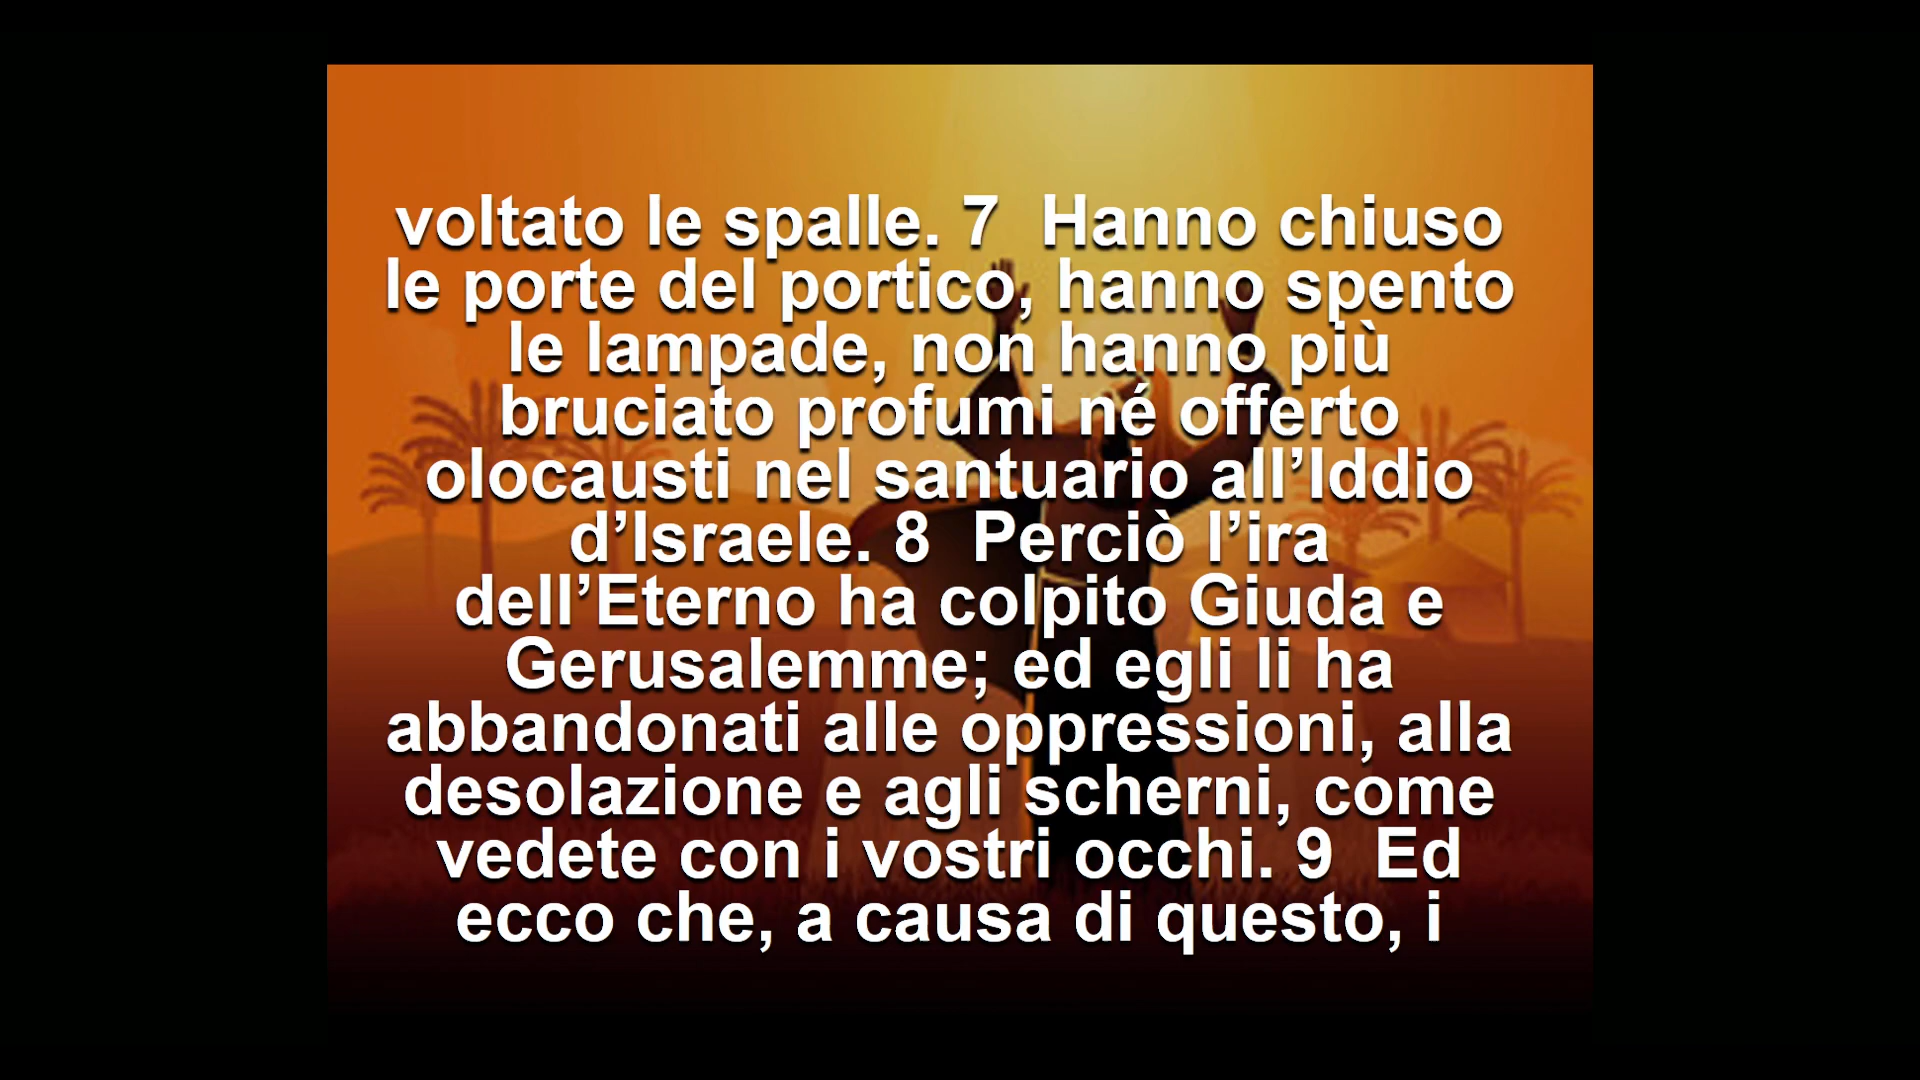 voltato le spalle. 7  Hanno chiuso
le porte del portico, hanno spento
le lampade, non hanno più
bruciato profumi né offerto
olocausti nel santuario all’Iddio
d’Israele. 8  Perciò l’ira
dell’Eterno ha colpito Giuda e
Gerusalemme; ed egli li ha
abbandonati alle oppressioni, alla
desolazione e agli scherni, come
vedete con i vostri occhi. 9  Ed
ecco che, a causa di questo, i